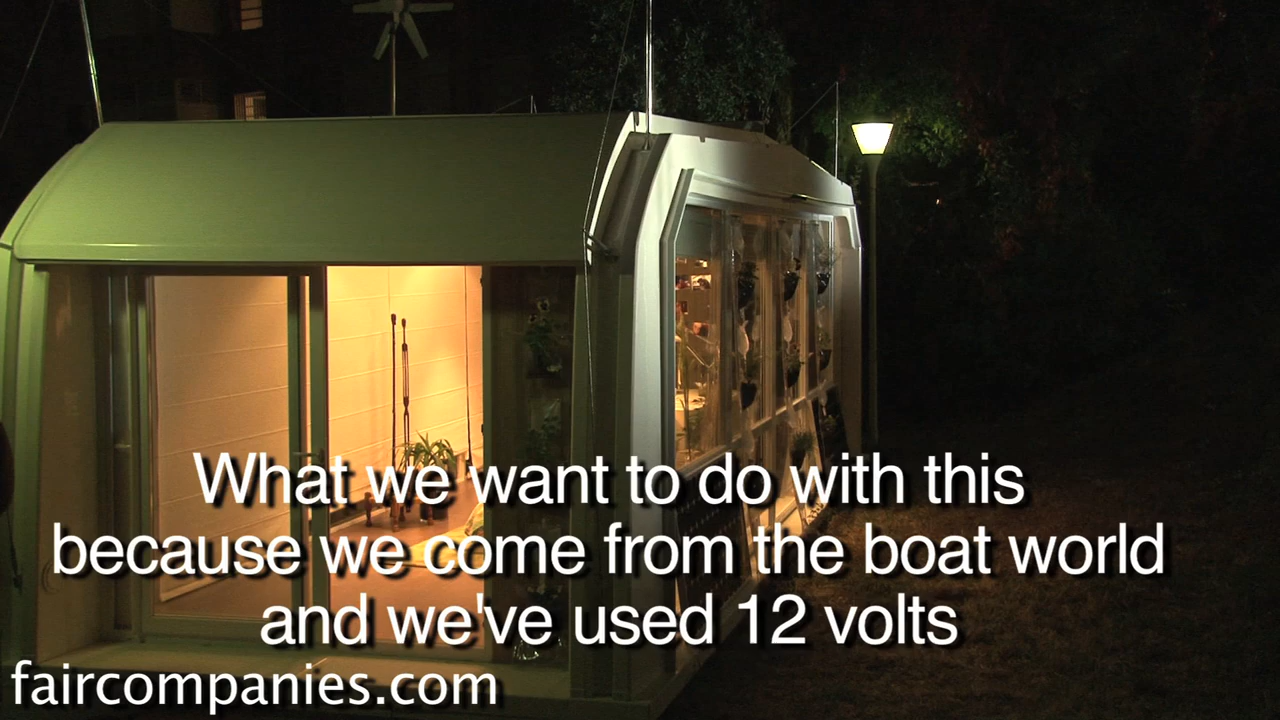 What we want to do with this
because we come from the boat world
and we've used 12 volts
faircompanies.com